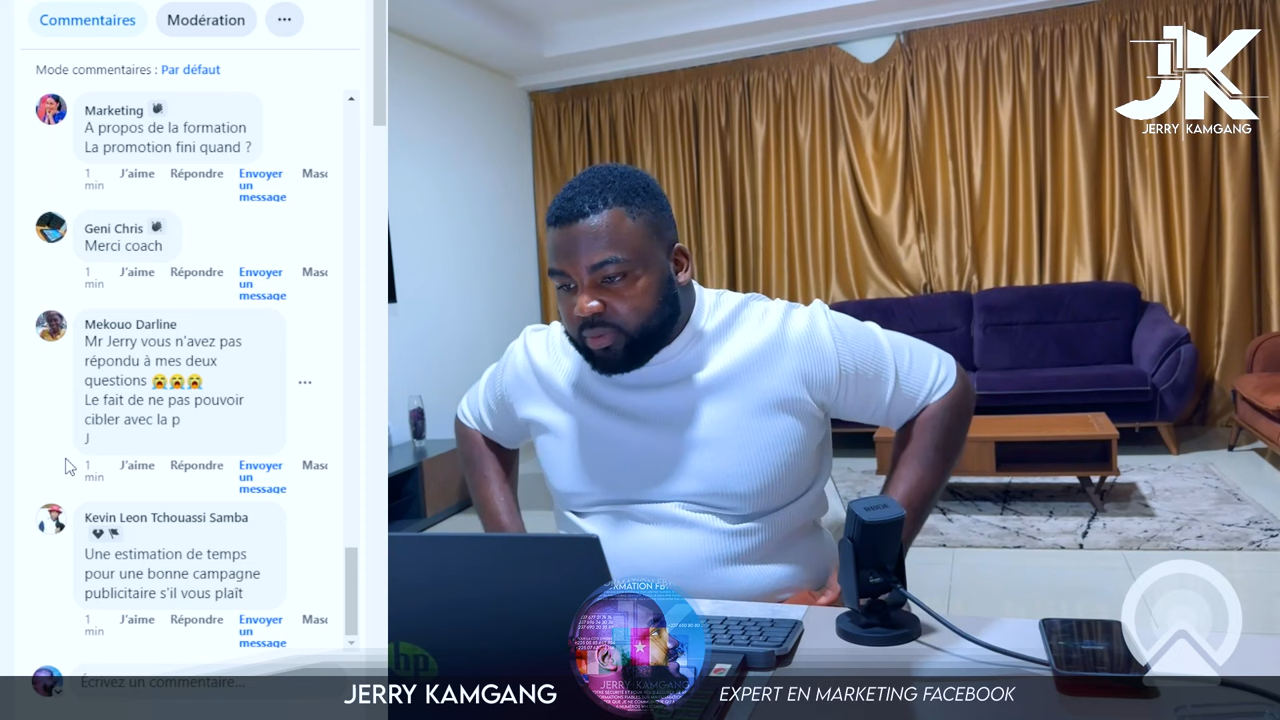 Commentaires
Modération
Mode commentaires : Par défaut
Marketing
A propos de la formation
La promotion fini quand ?
1 min
J'aime
Répondre
Envoyer un message
Geni Chris
Merci coach
1 min
J'aime
Répondre
Envoyer un message
Mekouo Darline
Mr Jerry vous n'avez pas
répondu à mes deux
questions 😭😭😭
Le fait de ne pas pouvoir
cibler avec la p
J
1 min
J'aime
Répondre
Envoyer un message
Kevin Leon Tchouassi Samba
Une estimation de temps
pour une bonne campagne
publicitaire s'il vous plaît
1 min
J'aime
Répondre
Envoyer un message
Écrivez un commentaire...
JK
JERRY KAMGANG
RØDE
hp
JERRY KAMGANG
EXPERT EN MARKETING FACEBOOK